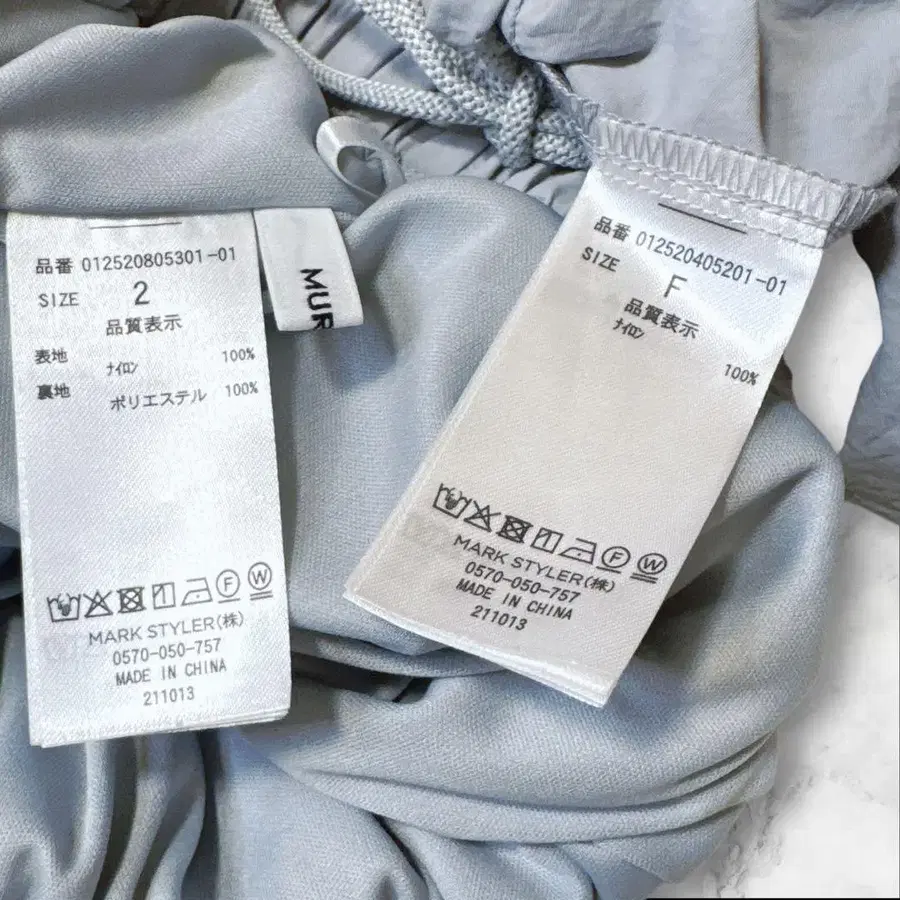 品番 012520805301-01
SIZE 2
品質表示
表地 ﾅｲﾛﾝ 100%
裏地 ポリエステル 100%
F W
MARK STYLER(株)
0570-050-757
MADE IN CHINA
211013
MUR
品番 012520405201-01
SIZE F
品質表示
ﾅｲﾛﾝ
100%
F W
MARK STYLER(株)
0570-050-757
MADE IN CHINA
211013